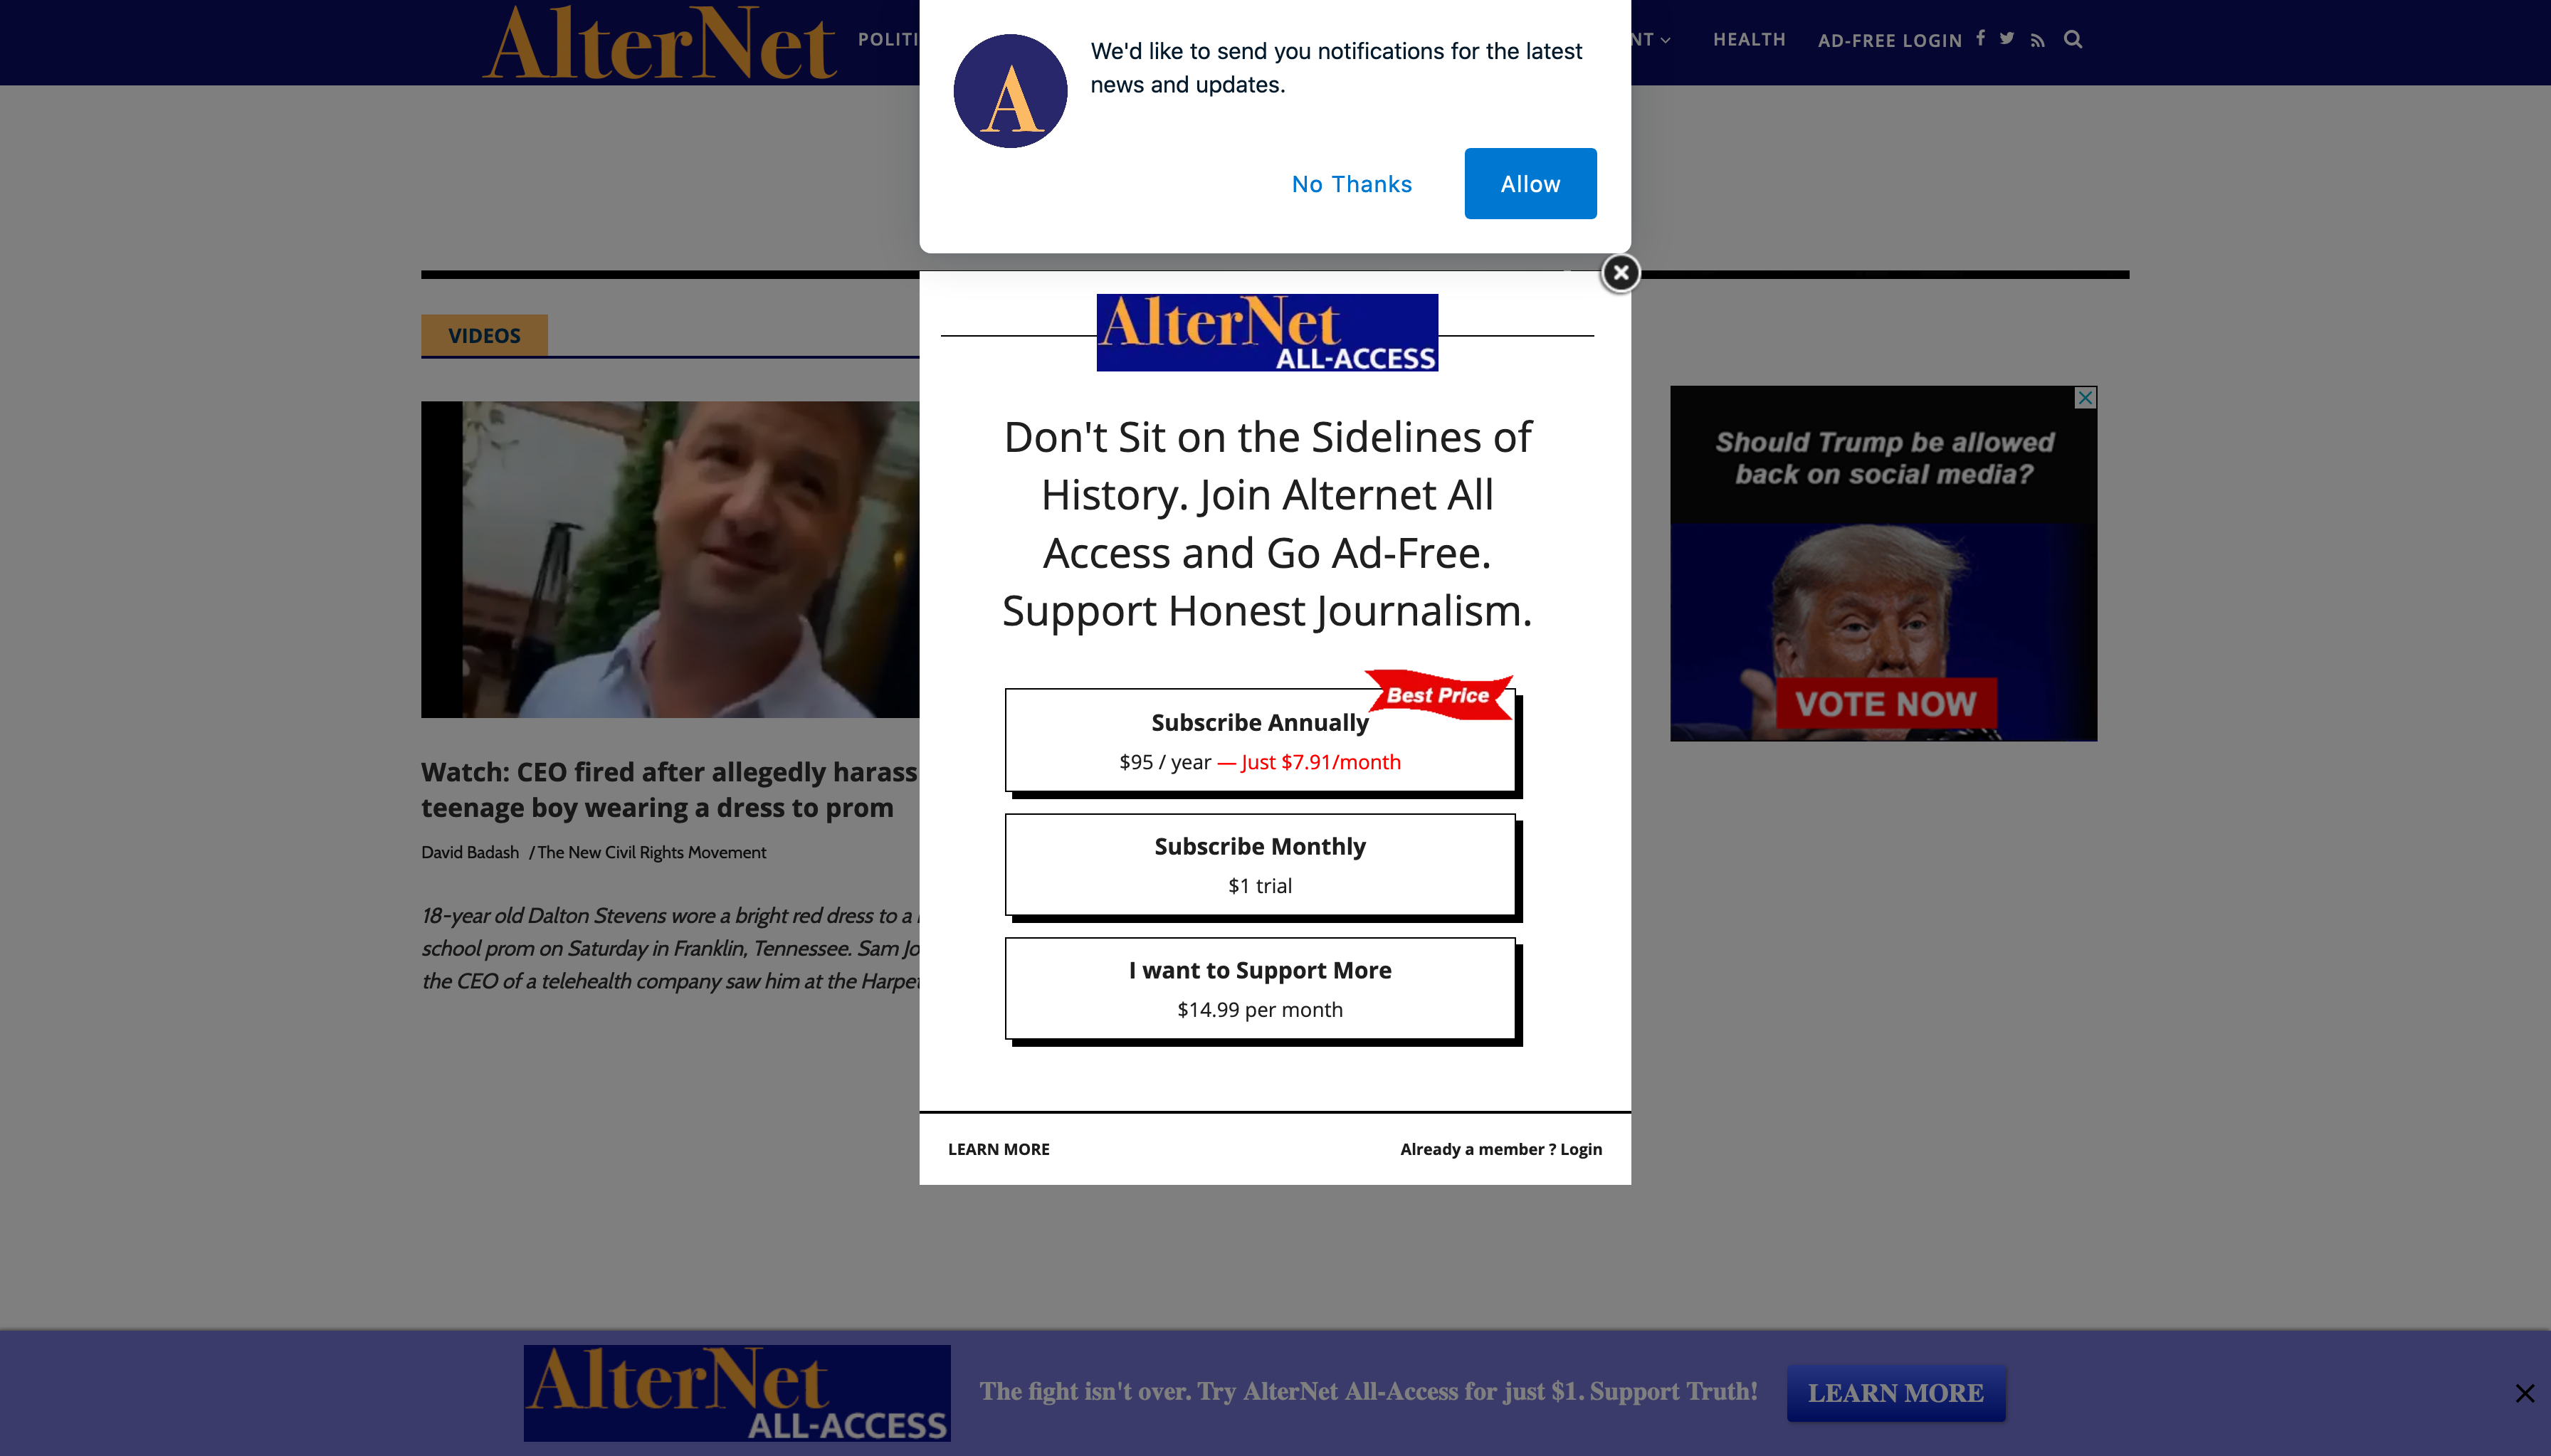 AlterNet
POLITI
NT
HEALTH
AD-FREE LOGIN
We'd like to send you notifications for the latest
news and updates.
A
No Thanks
Allow
VIDEOS
AlterNet
ALL-ACCESS
Don't Sit on the Sidelines of
History. Join Alternet All
Access and Go Ad-Free.
Support Honest Journalism.
Best Price
Subscribe Annually
$95 / year — Just $7.91/month
Subscribe Monthly
$1 trial
I want to Support More
$14.99 per month
LEARN MORE
Already a member ? Login
Watch: CEO fired after allegedly harass
teenage boy wearing a dress to prom
David Badash / The New Civil Rights Movement
18-year old Dalton Stevens wore a bright red dress to a
school prom on Saturday in Franklin, Tennessee. Sam Jo
the CEO of a telehealth company saw him at the Harpet
Should Trump be allowed
back on social media?
VOTE NOW
AlterNet
ALL-ACCESS
The fight isn't over. Try AlterNet All-Access for just $1. Support Truth!
LEARN MORE